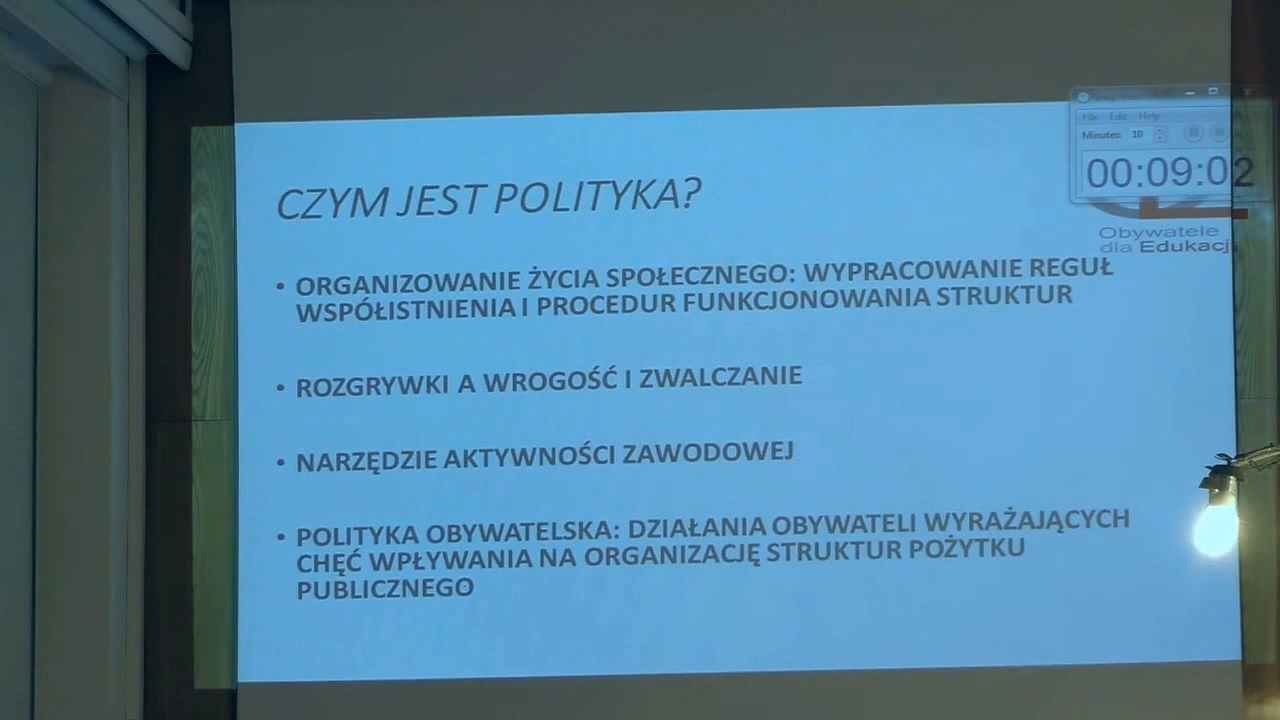 File Edit Help
Minutes: 10
00:09:02
Obywatele
dla Edukacji
CZYM JEST POLITYKA?
• ORGANIZOWANIE ŻYCIA SPOŁECZNEGO: WYPRACOWANIE REGUŁ
WSPÓŁISTNIENIA I PROCEDUR FUNKCJONOWANIA STRUKTUR
• ROZGRYWKI A WROGOŚĆ I ZWALCZANIE
• NARZĘDZIE AKTYWNOŚCI ZAWODOWEJ
• POLITYKA OBYWATELSKA: DZIAŁANIA OBYWATELI WYRAŻAJĄCYCH
CHĘĆ WPŁYWANIA NA ORGANIZACJĘ STRUKTUR POŻYTKU
PUBLICZNEGO